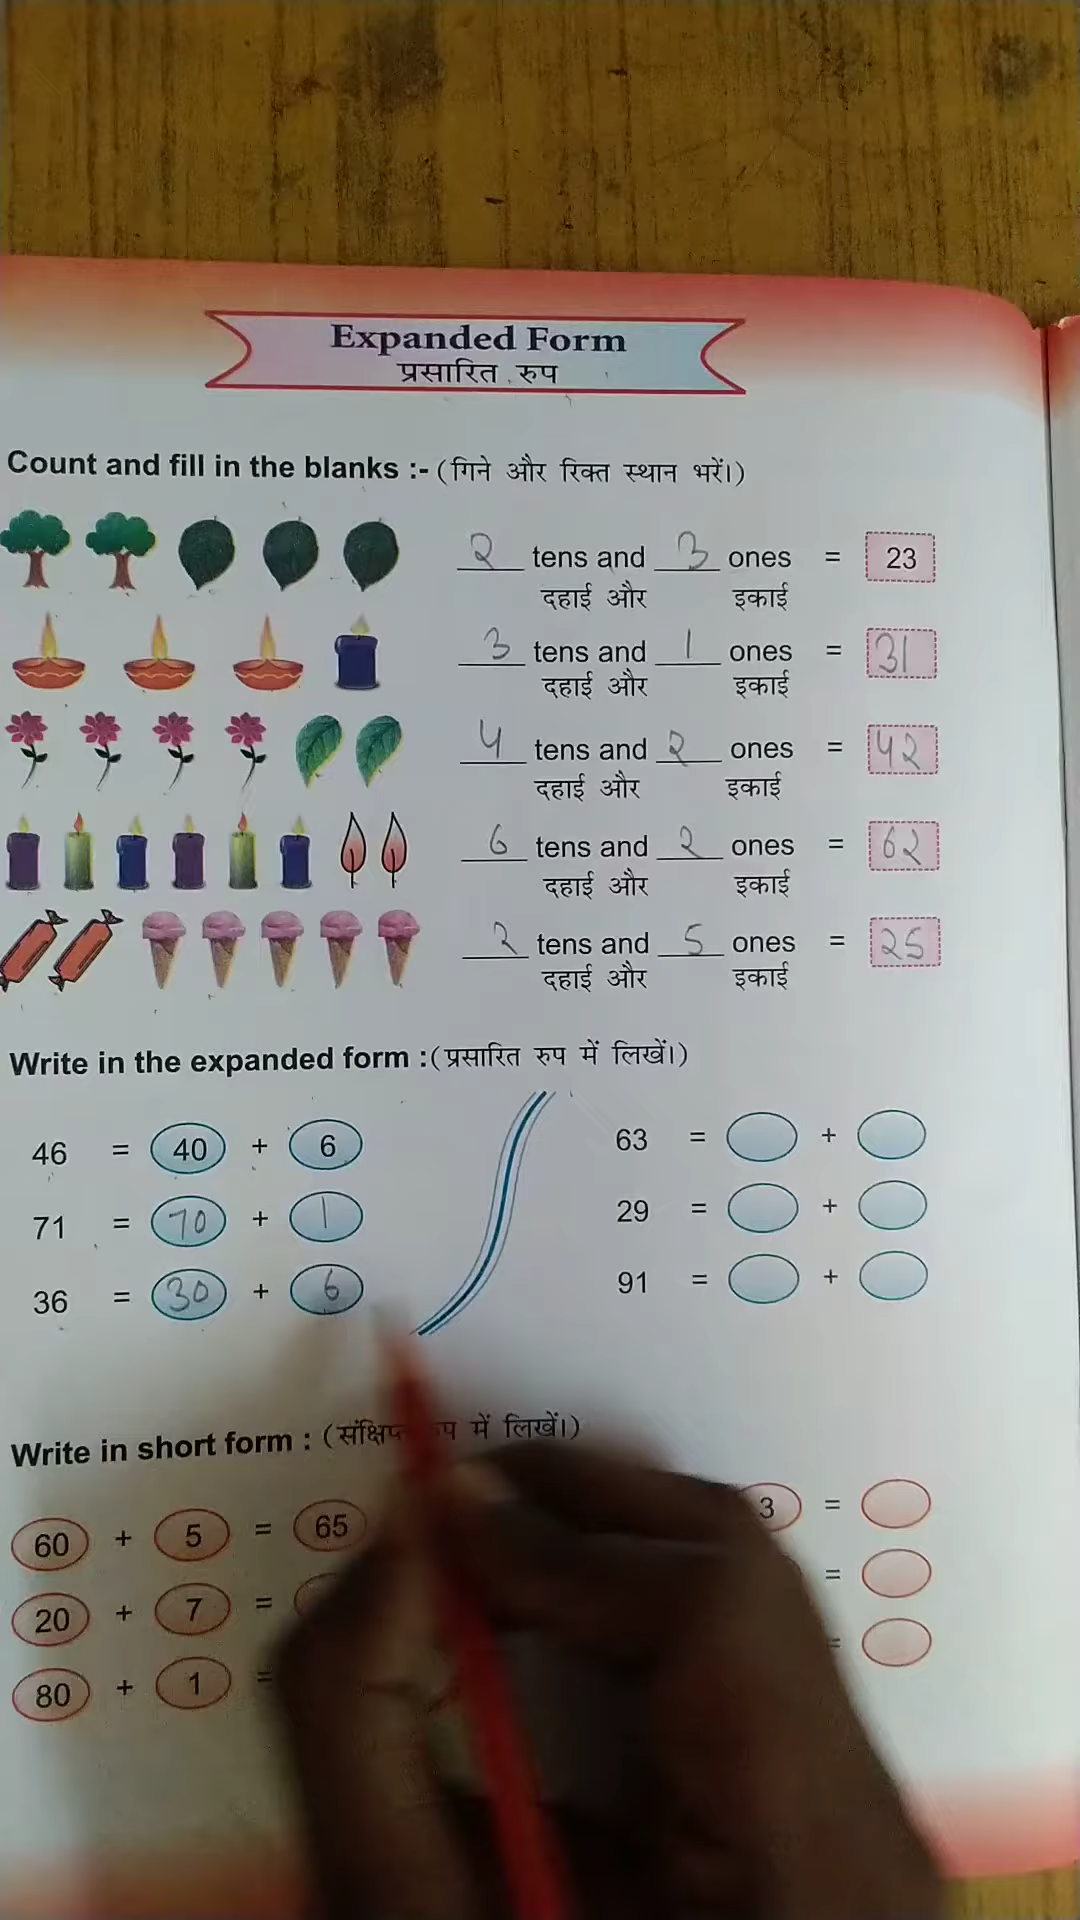 Expanded Form
प्रसारित रुप
Count and fill in the blanks :- (गिने और रिक्त स्थान भरें।)
2 tens and 3 ones = 23
दहाई और इकाई
3 tens and 1 ones = 31
दहाई और इकाई
4 tens and 2 ones = 42
दहाई और इकाई
6 tens and 2 ones = 62
दहाई और इकाई
2 tens and 5 ones = 25
दहाई और इकाई
Write in the expanded form :(प्रसारित रुप में लिखें।)
46 = 40 + 6 63 = +
71 = 70 + 1 29 = +
36 = 30 + 6 91 = +
Write in short form : (में लिखें।)
60 + 5 = 65 3 =
20 + 7 = =
80 + 1 = =